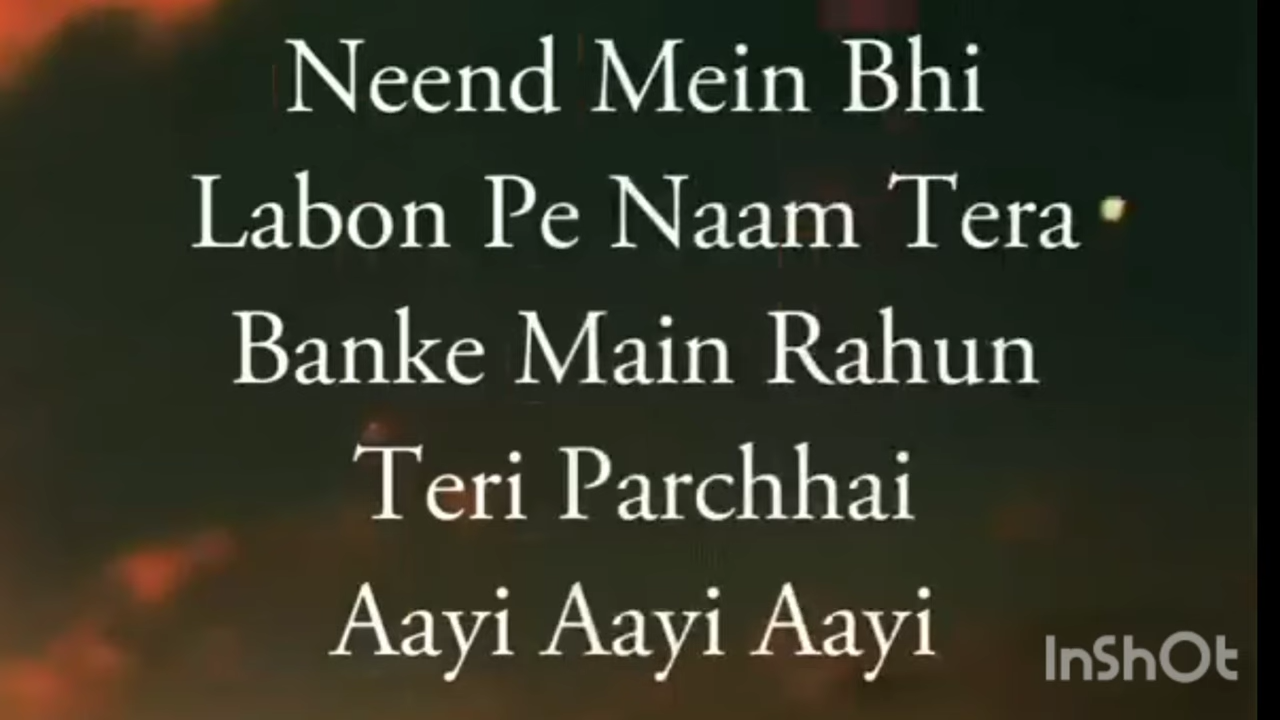 Neend Mein Bhi
Labon Pe Naam Tera
Banke Main Rahun
Teri Parchhai
Aayi Aayi Aayi
InShOt